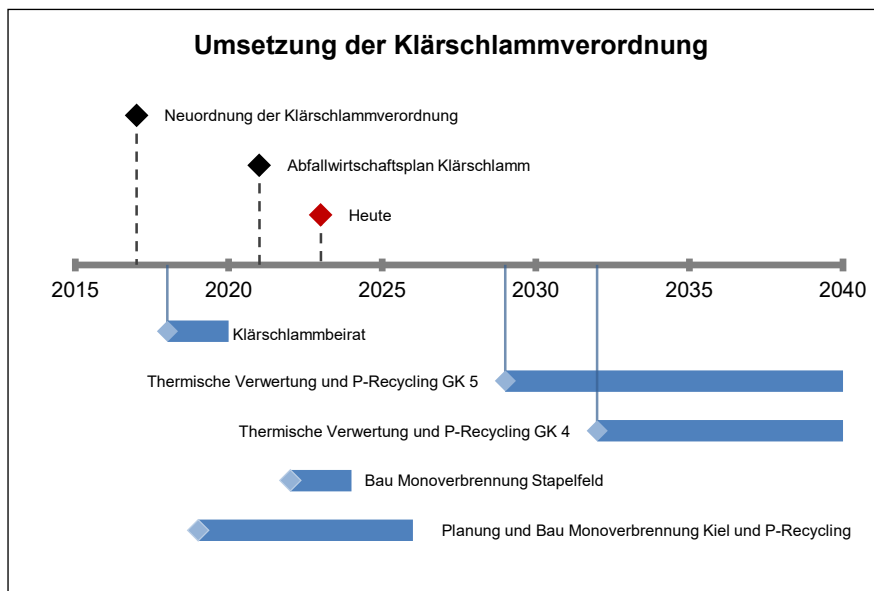 Umsetzung der Klärschlammverordnung
Neuordnung der Klärschlammverordnung
Abfallwirtschaftsplan Klärschlamm
Heute
2015 2020 2025 2030 2035 2040
Klärschlammbeirat
Thermische Verwertung und P-Recycling GK 5
Thermische Verwertung und P-Recycling GK 4
Bau Monoverbrennung Stapelfeld
Planung und Bau Monoverbrennung Kiel und P-Recycling